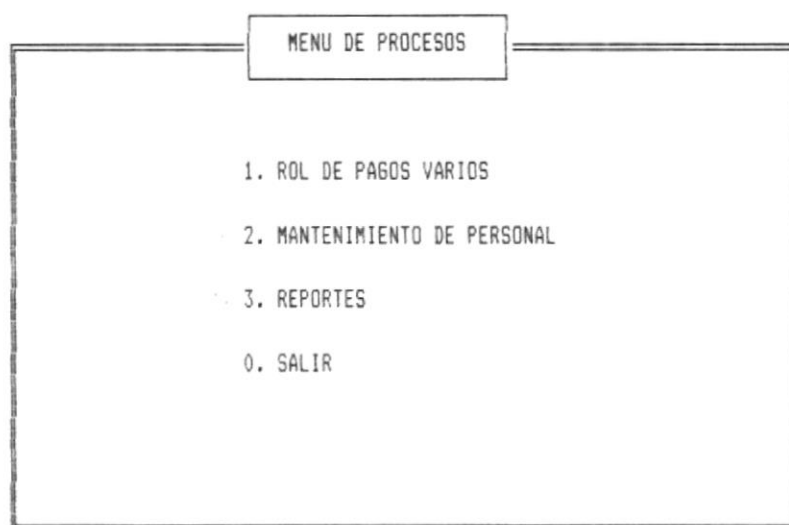 MENU DE PROCESOS
1. ROL DE PAGOS VARIOS
2. MANTENIMIENTO DE PERSONAL
3. REPORTES
0. SALIR